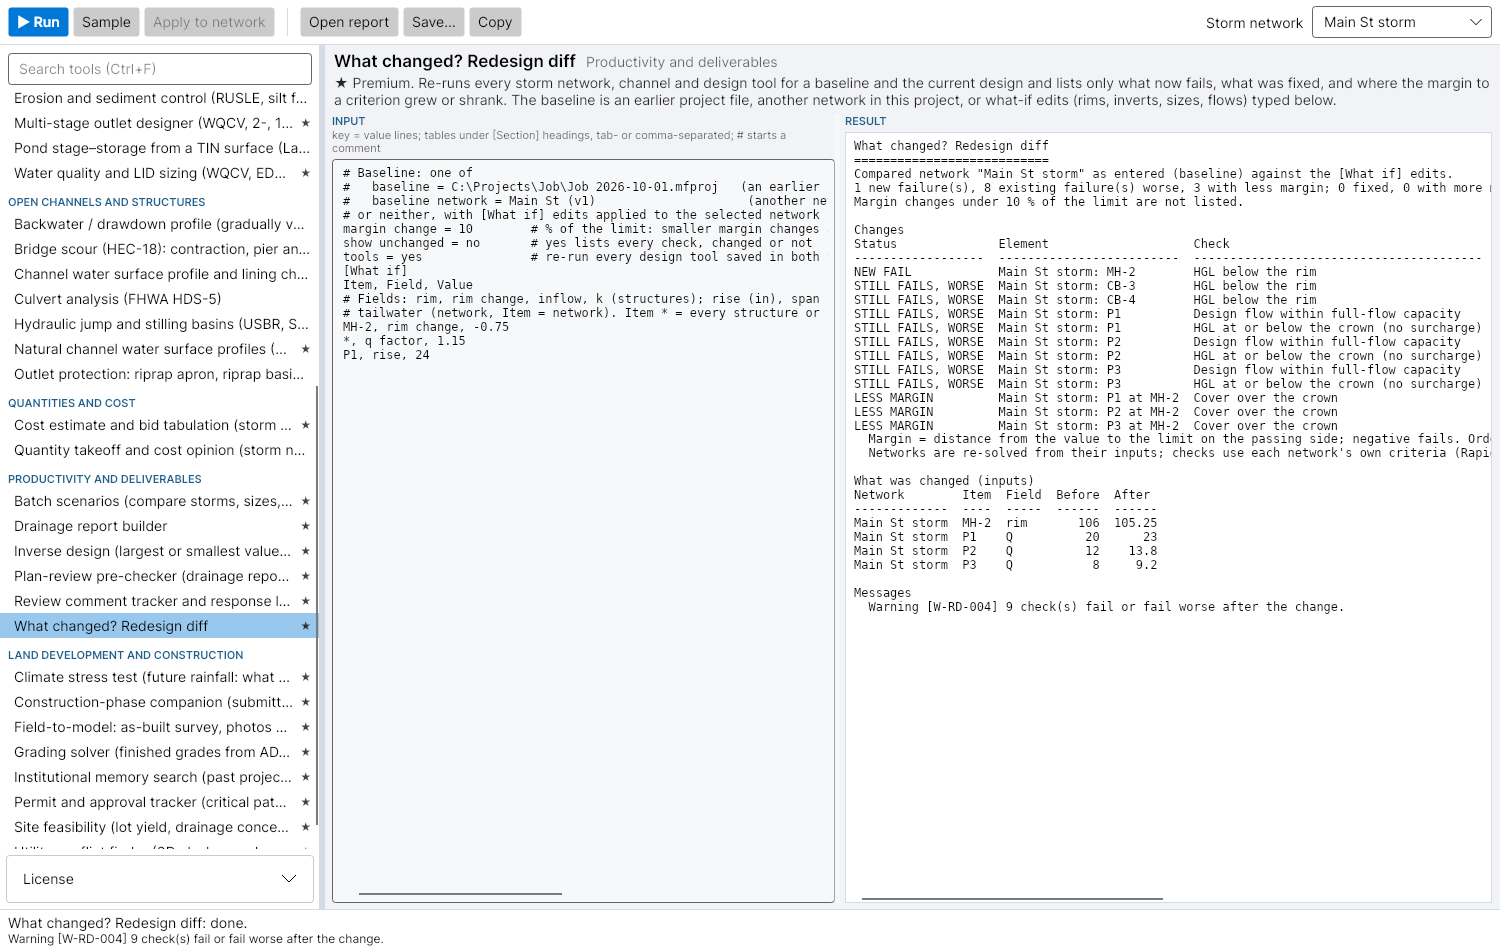 Run
Sample
Apply to network
Open report
Save...
Copy
Storm network
Main St storm
Search tools (Ctrl+F)
Erosion and sediment control (RUSLE, silt f...
Multi-stage outlet designer (WQCV, 2-, 1... ★
Pond stage–storage from a TIN surface (La...
Water quality and LID sizing (WQCV, ED... ★
OPEN CHANNELS AND STRUCTURES
Backwater / drawdown profile (gradually v...
Bridge scour (HEC-18): contraction, pier an...
Channel water surface profile and lining ch...
Culvert analysis (FHWA HDS-5)
Hydraulic jump and stilling basins (USBR, S...
Natural channel water surface profiles (... ★
Outlet protection: riprap apron, riprap basi...
QUANTITIES AND COST
Cost estimate and bid tabulation (storm ... ★
Quantity takeoff and cost opinion (storm n...
PRODUCTIVITY AND DELIVERABLES
Batch scenarios (compare storms, sizes,... ★
Drainage report builder ★
Inverse design (largest or smallest value... ★
Plan-review pre-checker (drainage repo... ★
Review comment tracker and response l... ★
What changed? Redesign diff ★
LAND DEVELOPMENT AND CONSTRUCTION
Climate stress test (future rainfall: what ... ★
Construction-phase companion (submitt... ★
Field-to-model: as-built survey, photos ... ★
Grading solver (finished grades from AD... ★
Institutional memory search (past projec... ★
Permit and approval tracker (critical pat... ★
Site feasibility (lot yield, drainage conce... ★
License
What changed? Redesign diff Productivity and deliverables
★ Premium. Re-runs every storm network, channel and design tool for a baseline and the current design and lists only what now fails, what was fixed, and where the margin to
a criterion grew or shrank. The baseline is an earlier project file, another network in this project, or what-if edits (rims, inverts, sizes, flows) typed below.
INPUT
key = value lines; tables under [Section] headings, tab- or comma-separated; # starts a
comment
# Baseline: one of
#   baseline = C:\Projects\Job\Job 2026-10-01.mfproj   (an earlier
#   baseline network = Main St (v1)                     (another ne
# or neither, with [What if] edits applied to the selected network
margin change = 10        # % of the limit: smaller margin changes
show unchanged = no       # yes lists every check, changed or not
tools = yes               # re-run every design tool saved in both
[What if]
Item, Field, Value
# Fields: rim, rim change, inflow, k (structures); rise (in), span
# tailwater (network, Item = network). Item * = every structure or
MH-2, rim change, -0.75
*, q factor, 1.15
P1, rise, 24
RESULT
What changed? Redesign diff
===========================
Compared network "Main St storm" as entered (baseline) against the [What if] edits.
1 new failure(s), 8 existing failure(s) worse, 3 with less margin; 0 fixed, 0 with more
Margin changes under 10 % of the limit are not listed.
Changes
Status              Element                    Check
------------------  -------------------------  ----------------------------------------
NEW FAIL            Main St storm: MH-2        HGL below the rim
STILL FAILS, WORSE  Main St storm: CB-3        HGL below the rim
STILL FAILS, WORSE  Main St storm: CB-4        HGL below the rim
STILL FAILS, WORSE  Main St storm: P1          Design flow within full-flow capacity
STILL FAILS, WORSE  Main St storm: P1          HGL at or below the crown (no surcharge)
STILL FAILS, WORSE  Main St storm: P2          Design flow within full-flow capacity
STILL FAILS, WORSE  Main St storm: P2          HGL at or below the crown (no surcharge)
STILL FAILS, WORSE  Main St storm: P3          Design flow within full-flow capacity
STILL FAILS, WORSE  Main St storm: P3          HGL at or below the crown (no surcharge)
LESS MARGIN         Main St storm: P1 at MH-2  Cover over the crown
LESS MARGIN         Main St storm: P2 at MH-2  Cover over the crown
LESS MARGIN         Main St storm: P3 at MH-2  Cover over the crown
Margin = distance from the value to the limit on the passing side; negative fails. Ord
Networks are re-solved from their inputs; checks use each network's own criteria (Rapi
What was changed (inputs)
Network        Item  Field  Before  After
-------------  ----  -----  ------  ------
Main St storm  MH-2  rim       106  105.25
Main St storm  P1    Q          20      23
Main St storm  P2    Q          12    13.8
Main St storm  P3    Q           8     9.2
Messages
Warning [W-RD-004] 9 check(s) fail or fail worse after the change.
What changed? Redesign diff: done.
Warning [W-RD-004] 9 check(s) fail or fail worse after the change.